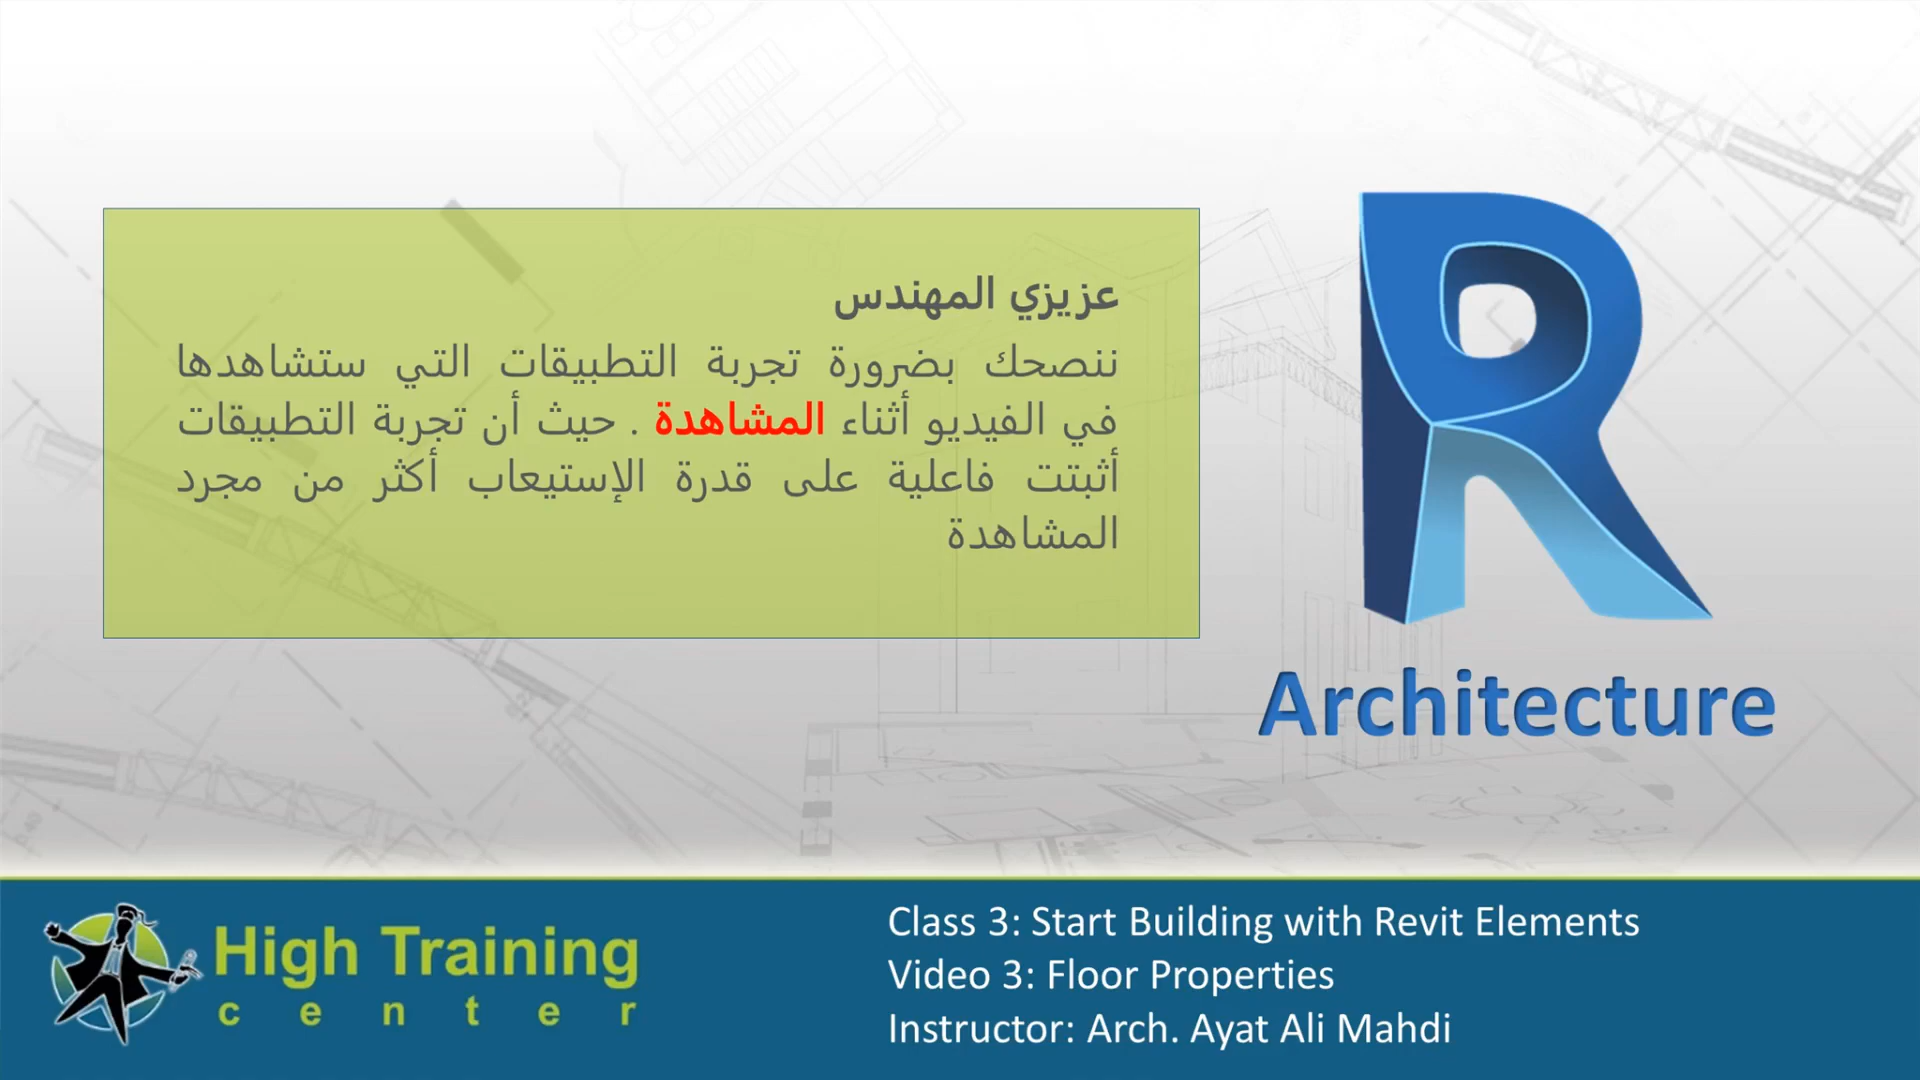 عزيزي المهندس
ننصحك بضرورة تجربة التطبيقات التي ستشاهدها
في الفيديو أثناء المشاهدة . حيث أن تجربة التطبيقات
أثبتت فاعلية على قدرة الإستيعاب أكثر من مجرد
المشاهدة
Architecture
High Training
center
Class 3: Start Building with Revit Elements
Video 3: Floor Properties
Instructor: Arch. Ayat Ali Mahdi